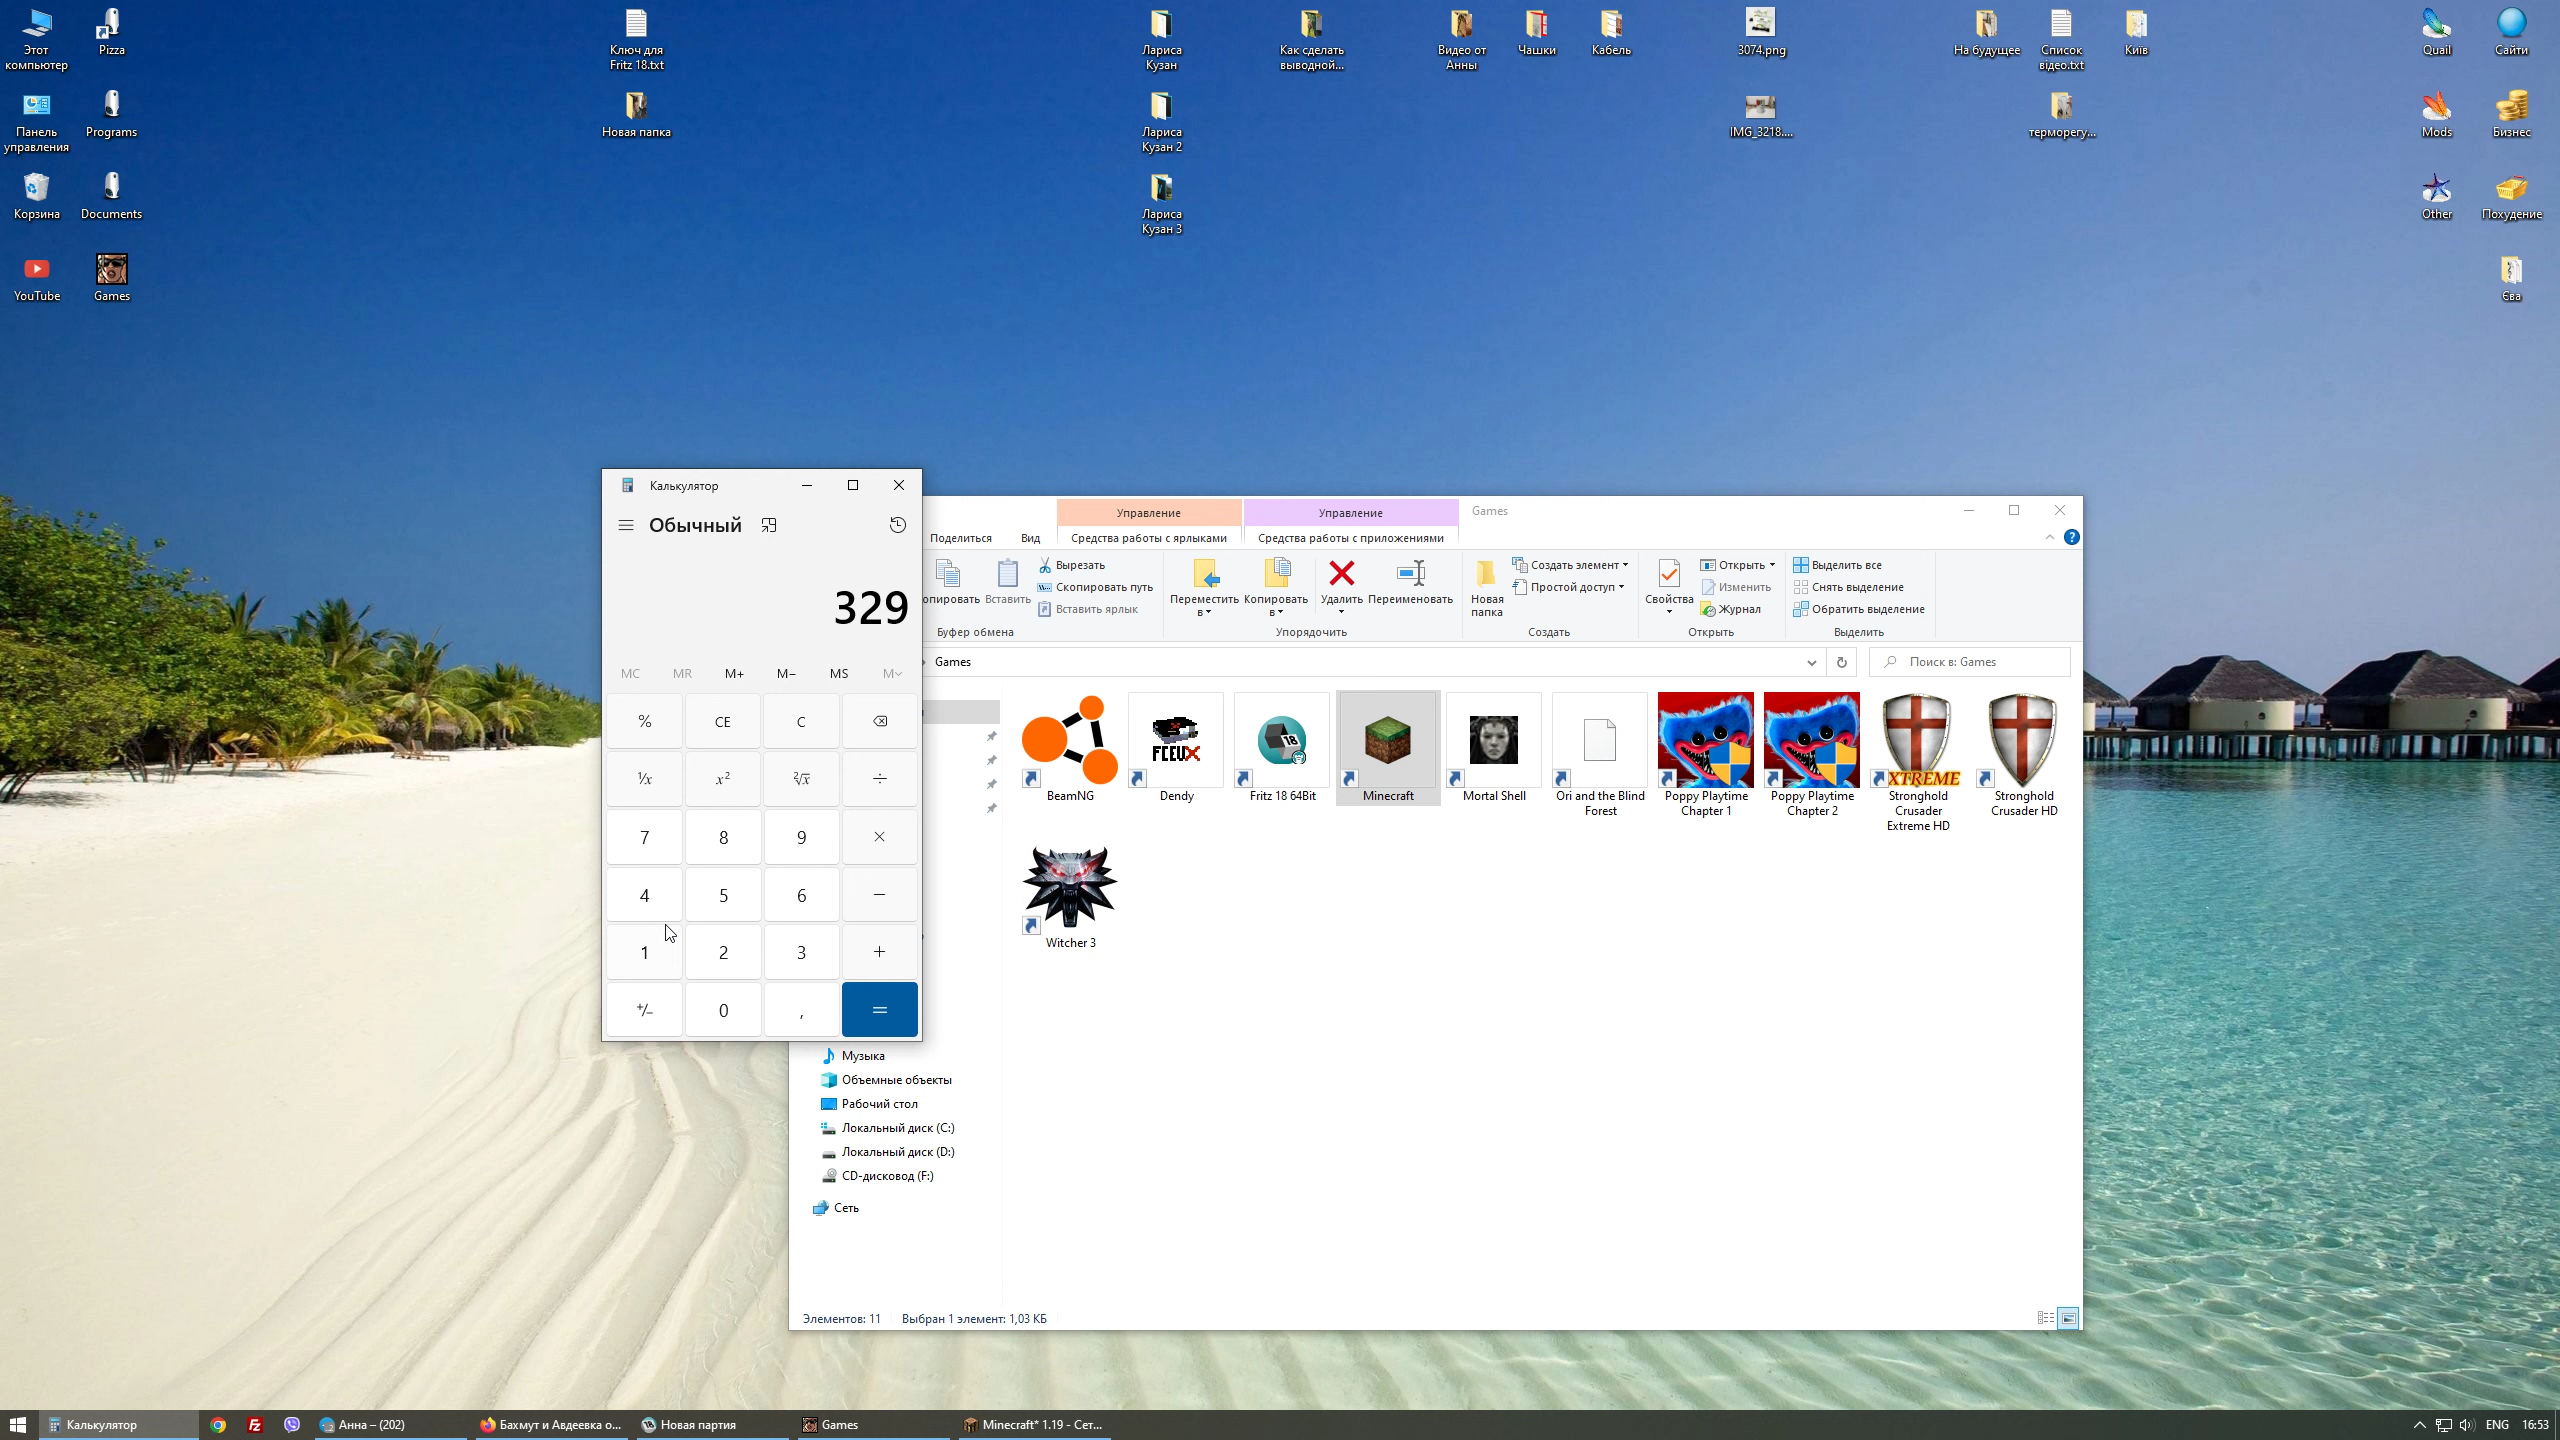 Этот
компьютер
Pizza
Ключ для
Fritz 18.txt
Лариса
Кузан
Как сделать
выводной...
Видео от
Анны
Чашки
Кабель
3074.png
На будущее
Список
відео.txt
Київ
Quail
Сайти
Панель
управления
Programs
Новая папка
Лариса
Кузан 2
IMG_3218....
терморегу...
Mods
Бизнес
Корзина
Documents
Лариса
Кузан 3
Other
Похудение
YouTube
Games
Єва
Калькулятор
Обычный
329
MC MR M+ M− MS M
% CE C
¹/x x² ²√x ÷
7 8 9 ×
4 5 6 −
1 2 3 +
+/− 0 , =
Управление
Управление
Games
Поделиться
Вид
Средства работы с ярлыками
Средства работы с приложениями
?
опировать
Вставить
Вырезать
Скопировать путь
Вставить ярлык
Буфер обмена
Переместить
в
Копировать
в
Удалить
Переименовать
Упорядочить
Новая
папка
Создать элемент
Простой доступ
Создать
Свойства
Открыть
Изменить
Журнал
Открыть
Выделить все
Снять выделение
Обратить выделение
Выделить
Games
Поиск в: Games
FCEUX
18
XTREME
BeamNG
Dendy
Fritz 18 64Bit
Minecraft
Mortal Shell
Ori and the Blind
Forest
Poppy Playtime
Chapter 1
Poppy Playtime
Chapter 2
Stronghold
Crusader
Extreme HD
Stronghold
Crusader HD
Witcher 3
Музыка
Объемные объекты
Рабочий стол
Локальный диск (C:)
Локальный диск (D:)
CD-дисковод (F:)
Сеть
Элементов: 11
Выбран 1 элемент: 1,03 КБ
Калькулятор
Fz
Анна – (202)
Бахмут и Авдеевка о...
Новая партия
Games
Minecraft* 1.19 - Сет...
ENG
16:53